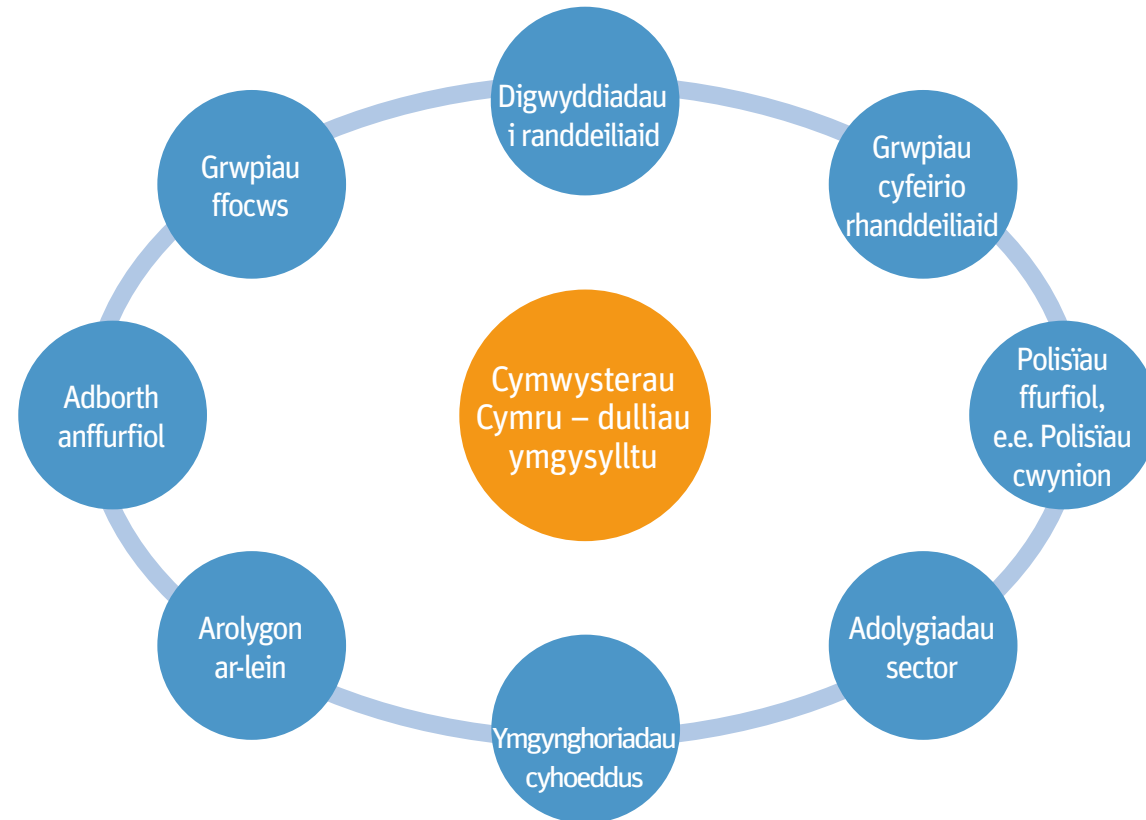 Digwyddiadau
i randdeiliaid
Grwpiau
cyfeirio
rhanddeiliaid
Polisïau
ffurfiol,
e.e. Polisïau
cwynion
Adolygiadau
sector
Ymgynghoriadau
cyhoeddus
Arolygon
ar-lein
Adborth
anffurfiol
Grwpiau
ffocws
Cymwysterau
Cymru – dulliau
ymgysylltu